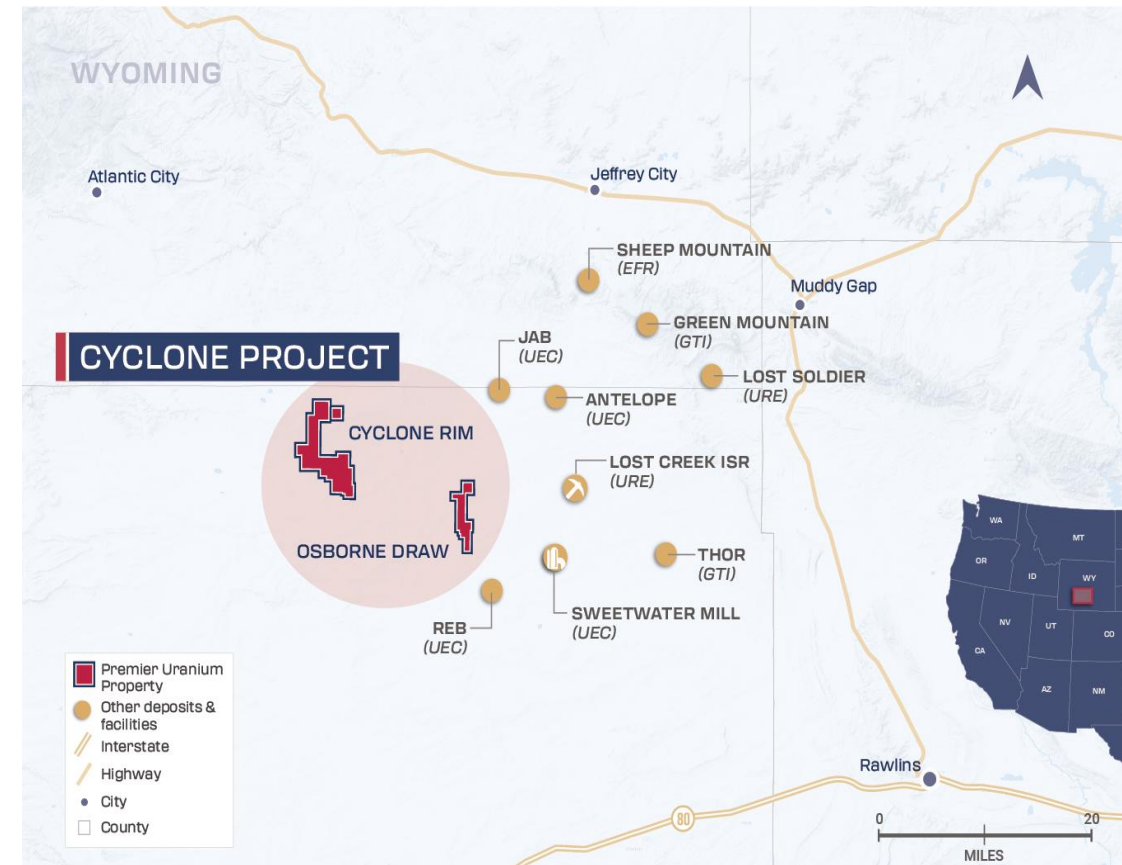 WYOMING
Atlantic City
Jeffrey City
SHEEP MOUNTAIN
(EFR)
Muddy Gap
GREEN MOUNTAIN
(GTI)
JAB
(UEC)
CYCLONE PROJECT
LOST SOLDIER
(URE)
ANTELOPE
(UEC)
CYCLONE RIM
LOST CREEK ISR
(URE)
OSBORNE DRAW
THOR
(GTI)
SWEETWATER MILL
(UEC)
REB
(UEC)
WA
MT
OR
ID
WY
NV
UT
CO
CA
AZ
NM
Premier Uranium
Property
Other deposits &
facilities
Interstate
Highway
City
County
Rawlins
80
0 20
MILES